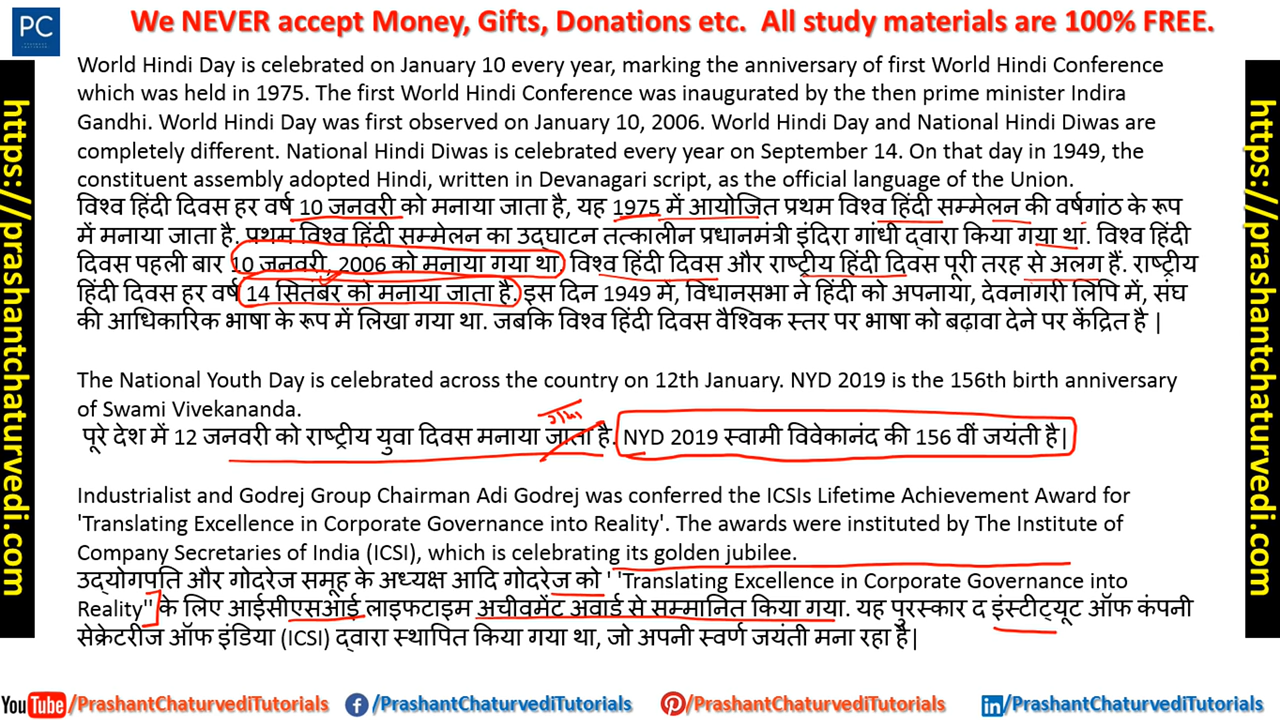 PC
We NEVER accept Money, Gifts, Donations etc. All study materials are 100% FREE.
https://prashantchaturvedi.com
World Hindi Day is celebrated on January 10 every year, marking the anniversary of first World Hindi Conference
which was held in 1975. The first World Hindi Conference was inaugurated by the then prime minister Indira
Gandhi. World Hindi Day was first observed on January 10, 2006. World Hindi Day and National Hindi Diwas are
completely different. National Hindi Diwas is celebrated every year on September 14. On that day in 1949, the
constituent assembly adopted Hindi, written in Devanagari script, as the official language of the Union.
विश्व हिंदी दिवस हर वर्ष 10 जनवरी को मनाया जाता है, यह 1975 में आयोजित प्रथम विश्व हिंदी सम्मेलन की वर्षगांठ के रूप
में मनाया जाता है. प्रथम विश्व हिंदी सम्मेलन का उद्घाटन तत्कालीन प्रधानमंत्री इंदिरा गांधी द्वारा किया गया था. विश्व हिंदी
दिवस पहली बार 10 जनवरी, 2006 को मनाया गया था विश्व हिंदी दिवस और राष्ट्रीय हिंदी दिवस पूरी तरह से अलग हैं. राष्ट्रीय
हिंदी दिवस हर वर्ष 14 सितंबर को मनाया जाता है. इस दिन 1949 में, विधानसभा ने हिंदी को अपनाया, देवनागरी लिपि में, संघ
की आधिकारिक भाषा के रूप में लिखा गया था. जबकि विश्व हिंदी दिवस वैश्विक स्तर पर भाषा को बढ़ावा देने पर केंद्रित है |
The National Youth Day is celebrated across the country on 12th January. NYD 2019 is the 156th birth anniversary
of Swami Vivekananda.
पूरे देश में 12 जनवरी को राष्ट्रीय युवा दिवस मनाया जाता है. NYD 2019 स्वामी विवेकानंद की 156 वीं जयंती है|
Industrialist and Godrej Group Chairman Adi Godrej was conferred the ICSIs Lifetime Achievement Award for
'Translating Excellence in Corporate Governance into Reality'. The awards were instituted by The Institute of
Company Secretaries of India (ICSI), which is celebrating its golden jubilee.
उद्योगपति और गोदरेज समूह के अध्यक्ष आदि गोदरेज को ' 'Translating Excellence in Corporate Governance into
Reality" के लिए आईसीएसआई लाइफटाइम अचीवमेंट अवार्ड से सम्मानित किया गया. यह पुरस्कार द इंस्टीट्यूट ऑफ कंपनी
सेक्रेटरीज ऑफ इंडिया (ICSI) द्वारा स्थापित किया गया था, जो अपनी स्वर्ण जयंती मना रहा है|
https://prashantchaturvedi.com
YouTube/PrashantChaturvediTutorials f/PrashantChaturvediTutorials /PrashantChaturvediTutorials in/PrashantChaturvediTutorials